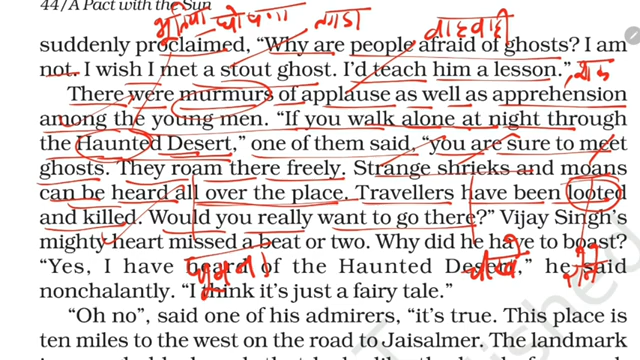 44/A Pact with the Sun
घोषणा तगड़ा वाहवाही
suddenly proclaimed, “Why are people afraid of ghosts? I am
not. I wish I met a stout ghost. I’d teach him a lesson.”
There were murmurs of applause as well as apprehension
among the young men. “If you walk alone at night through
the Haunted Desert,” one of them said, “you are sure to meet
ghosts. They roam there freely. Strange shrieks and moans
can be heard all over the place. Travellers have been looted
and killed. Would you really want to go there?” Vijay Singh’s
mighty heart missed a beat or two. Why did he have to boast?
“Yes, I have heard of the Haunted Desert,” he said
घूमना
nonchalantly. “I think it’s just a fairy tale.”
“Oh no”, said one of his admirers, “it’s true. This place is
ten miles to the west on the road to Jaisalmer. The landmark